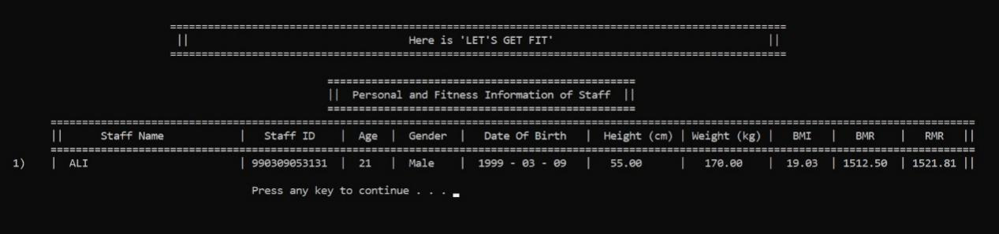 ================================================================================
|| Here is 'LET'S GET FIT' ||
================================================================================
================================================
|| Personal and Fitness Information of Staff ||
================================================
================================================================================
|| Staff Name | Staff ID | Age | Gender | Date Of Birth | Height (cm) | Weight (kg) | BMI | BMR | RMR ||
================================================================================
1) | ALI | 990309053131 | 21 | Male | 1999 - 03 - 09 | 55.00 | 170.00 | 19.03 | 1512.50 | 1521.81 ||
Press any key to continue . . .